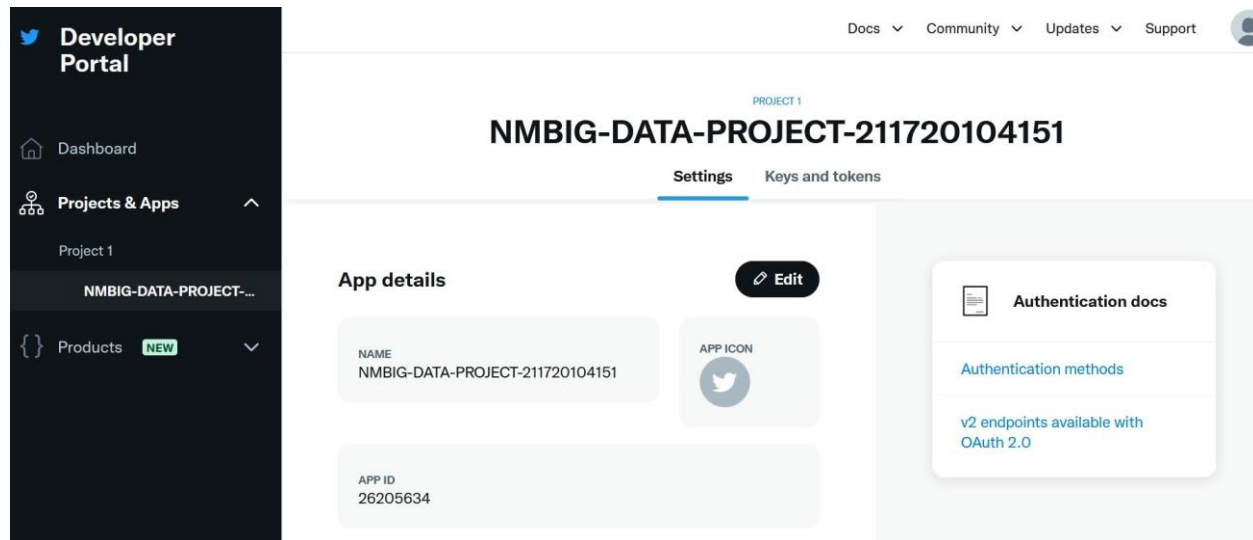 Developer
Portal
Docs
Community
Updates
Support
Dashboard
Projects & Apps
Project 1
NMBIG-DATA-PROJECT-...
{ } Products NEW
PROJECT 1
NMBIG-DATA-PROJECT-211720104151
Settings
Keys and tokens
App details
Edit
NAME
NMBIG-DATA-PROJECT-211720104151
APP ICON
APP ID
26205634
Authentication docs
Authentication methods
v2 endpoints available with
OAuth 2.0